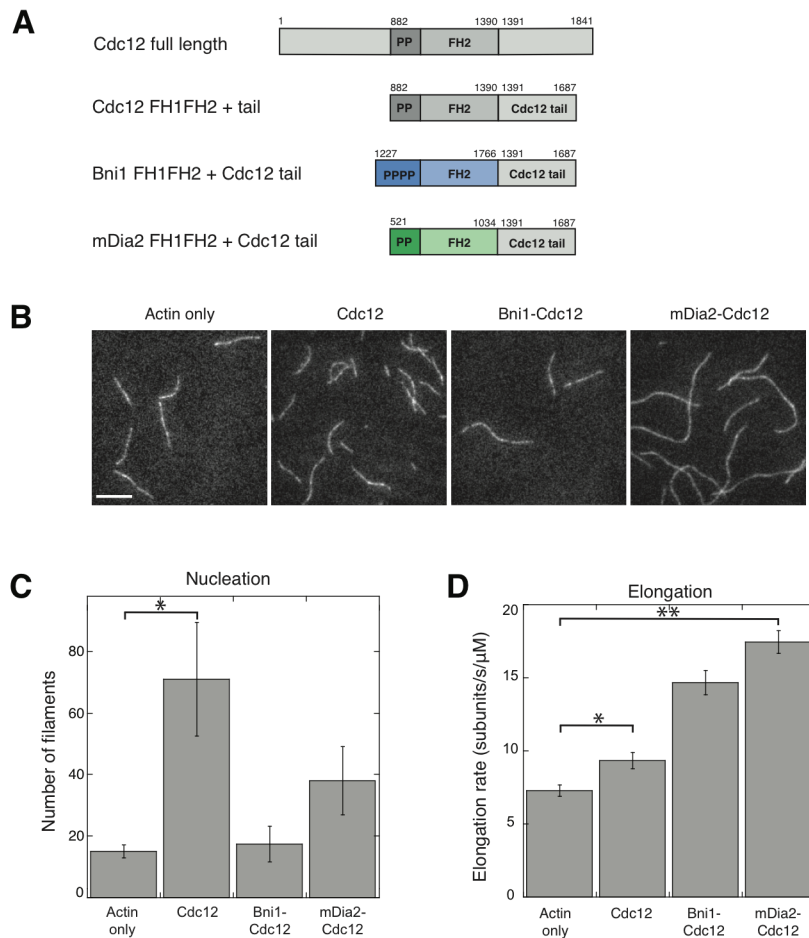 A
1 882 1390 1391 1841
Cdc12 full length PP FH2
882 1390 1391 1687
Cdc12 FH1FH2 + tail PP FH2 Cdc12 tail
1227 1766 1391 1687
Bni1 FH1FH2 + Cdc12 tail PPPP FH2 Cdc12 tail
521 1034 1391 1687
mDia2 FH1FH2 + Cdc12 tail PP FH2 Cdc12 tail
B
Actin only Cdc12 Bni1-Cdc12 mDia2-Cdc12
C
Nucleation
*
Number of filaments
80
60
40
20
0
Actin only
Cdc12
Bni1-
Cdc12
mDia2-
Cdc12
D
Elongation
**
*
Elongation rate (subunits/s/µM)
20
15
10
5
0
Actin
only
Cdc12
Bni1-
Cdc12
mDia2-
Cdc12